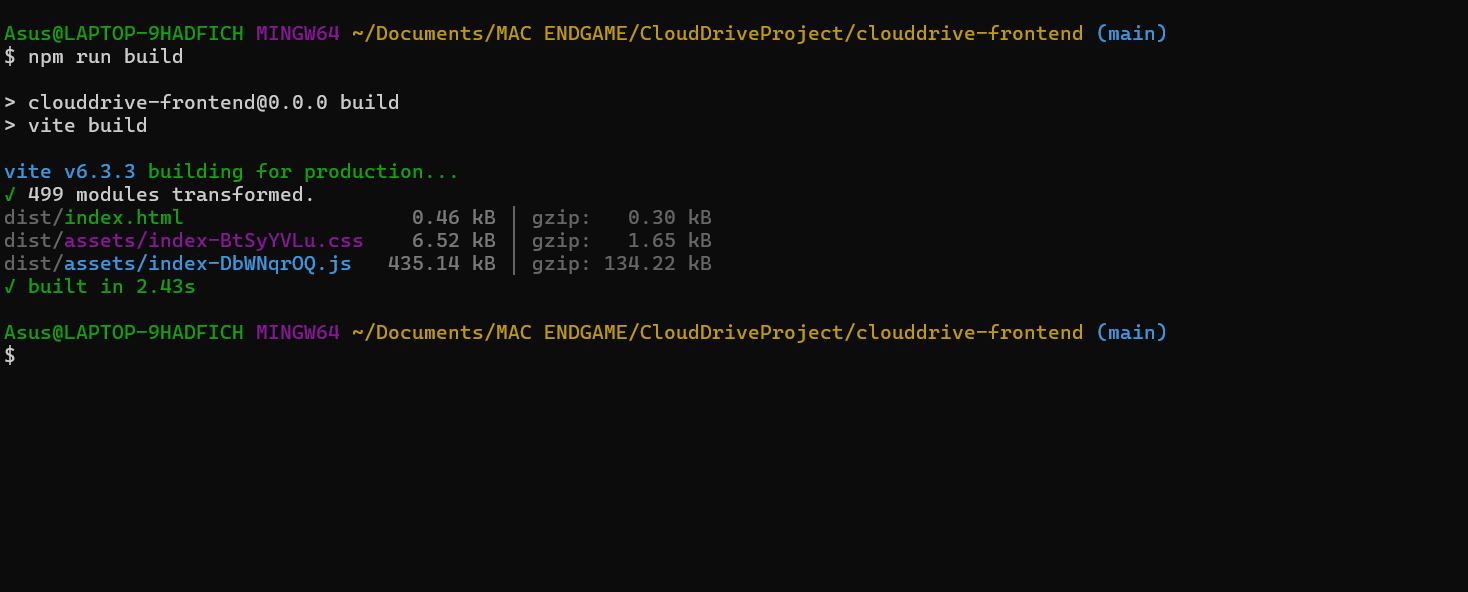 Asus@LAPTOP-9HADFICH MINGW64 ~/Documents/MAC ENDGAME/CloudDriveProject/clouddrive-frontend (main)
$ npm run build
> clouddrive-frontend@0.0.0 build
> vite build
vite v6.3.3 building for production...
✓ 499 modules transformed.
dist/index.html                   0.46 kB │ gzip:   0.30 kB
dist/assets/index-BtSyYVLu.css    6.52 kB │ gzip:   1.65 kB
dist/assets/index-DbWNqrOQ.js   435.14 kB │ gzip: 134.22 kB
✓ built in 2.43s
Asus@LAPTOP-9HADFICH MINGW64 ~/Documents/MAC ENDGAME/CloudDriveProject/clouddrive-frontend (main)
$